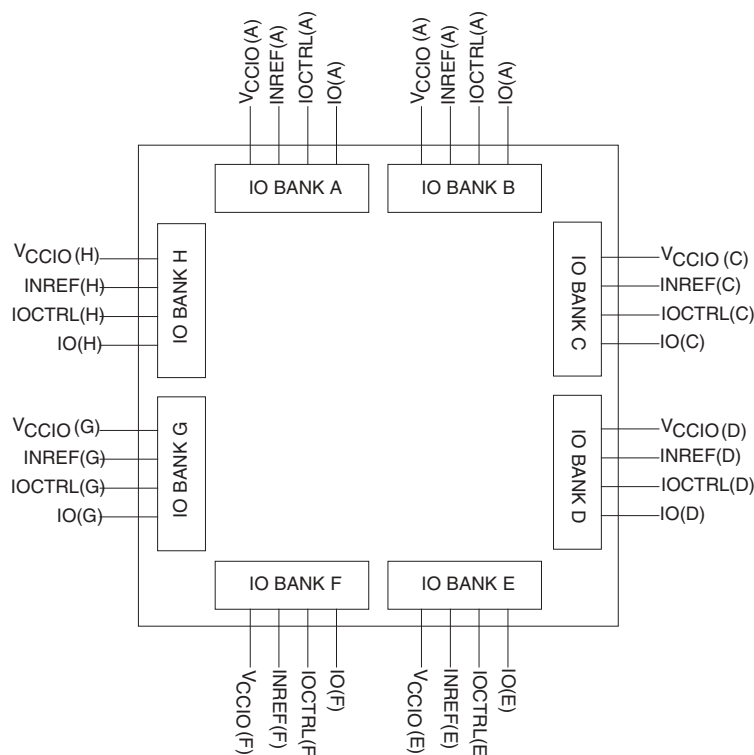 VCCIO(A)
INREF(A)
IOCTRL(A)
IO(A)
VCCIO(A)
INREF(A)
IOCTRL(A)
IO(A)
IO BANK A
IO BANK B
VCCIO(H)
INREF(H)
IOCTRL(H)
IO(H)
IO BANK H
IO BANK C
VCCIO(C)
INREF(C)
IOCTRL(C)
IO(C)
VCCIO(G)
INREF(G)
IOCTRL(G)
IO(G)
IO BANK G
IO BANK D
VCCIO(D)
INREF(D)
IOCTRL(D)
IO(D)
IO BANK F
IO BANK E
VCCIO(F)
INREF(F)
IOCTRL(F)
IO(F)
VCCIO(E)
INREF(E)
IOCTRL(E)
IO(E)